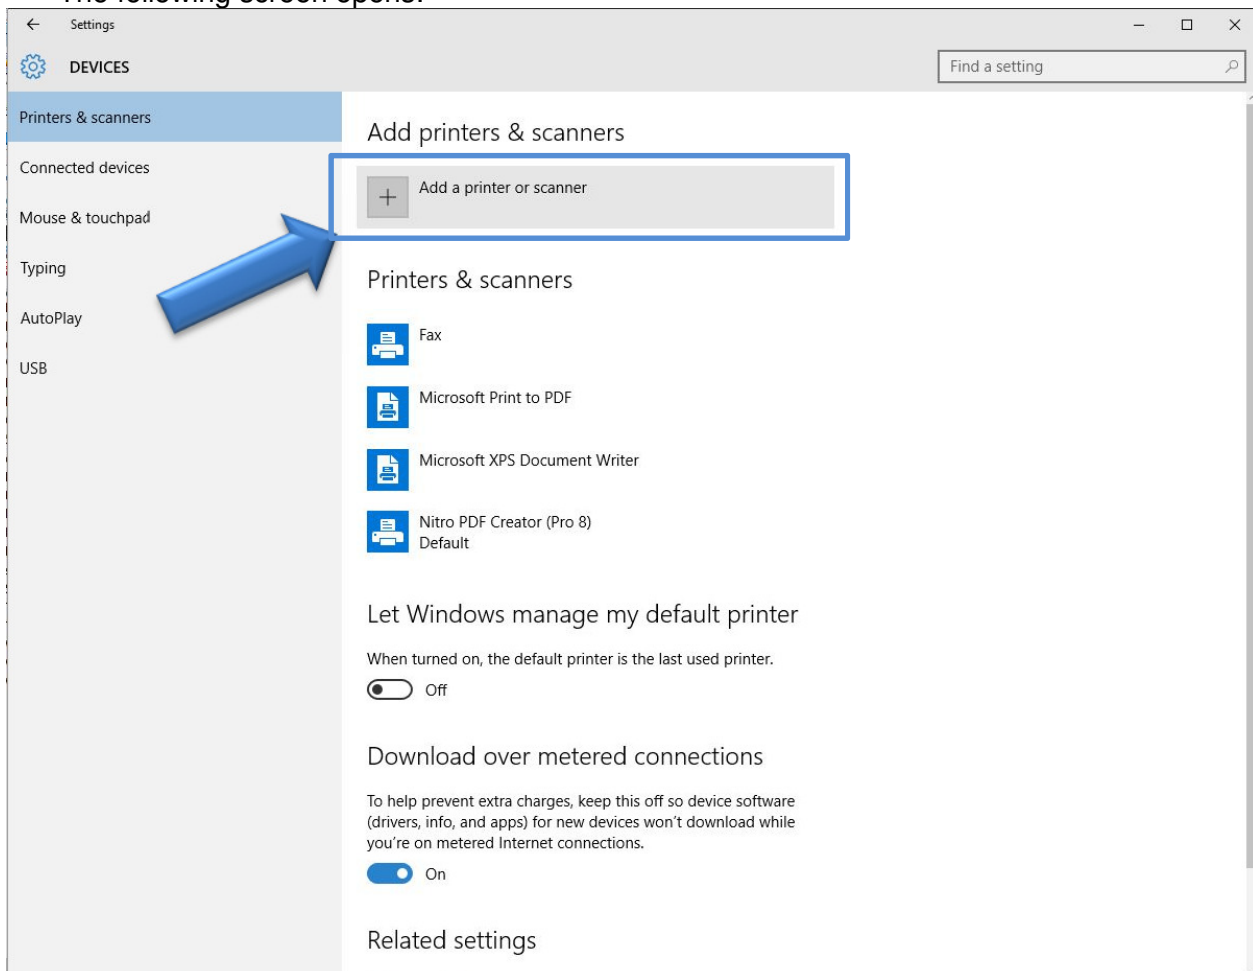 The following screen opens:
Settings
DEVICES
Find a setting
Printers & scanners
Connected devices
Mouse & touchpad
Typing
AutoPlay
USB
Add printers & scanners
Add a printer or scanner
Printers & scanners
Fax
Microsoft Print to PDF
Microsoft XPS Document Writer
Nitro PDF Creator (Pro 8)
Default
Let Windows manage my default printer
When turned on, the default printer is the last used printer.
Off
Download over metered connections
To help prevent extra charges, keep this off so device software
(drivers, info, and apps) for new devices won't download while
you're on metered Internet connections.
On
Related settings